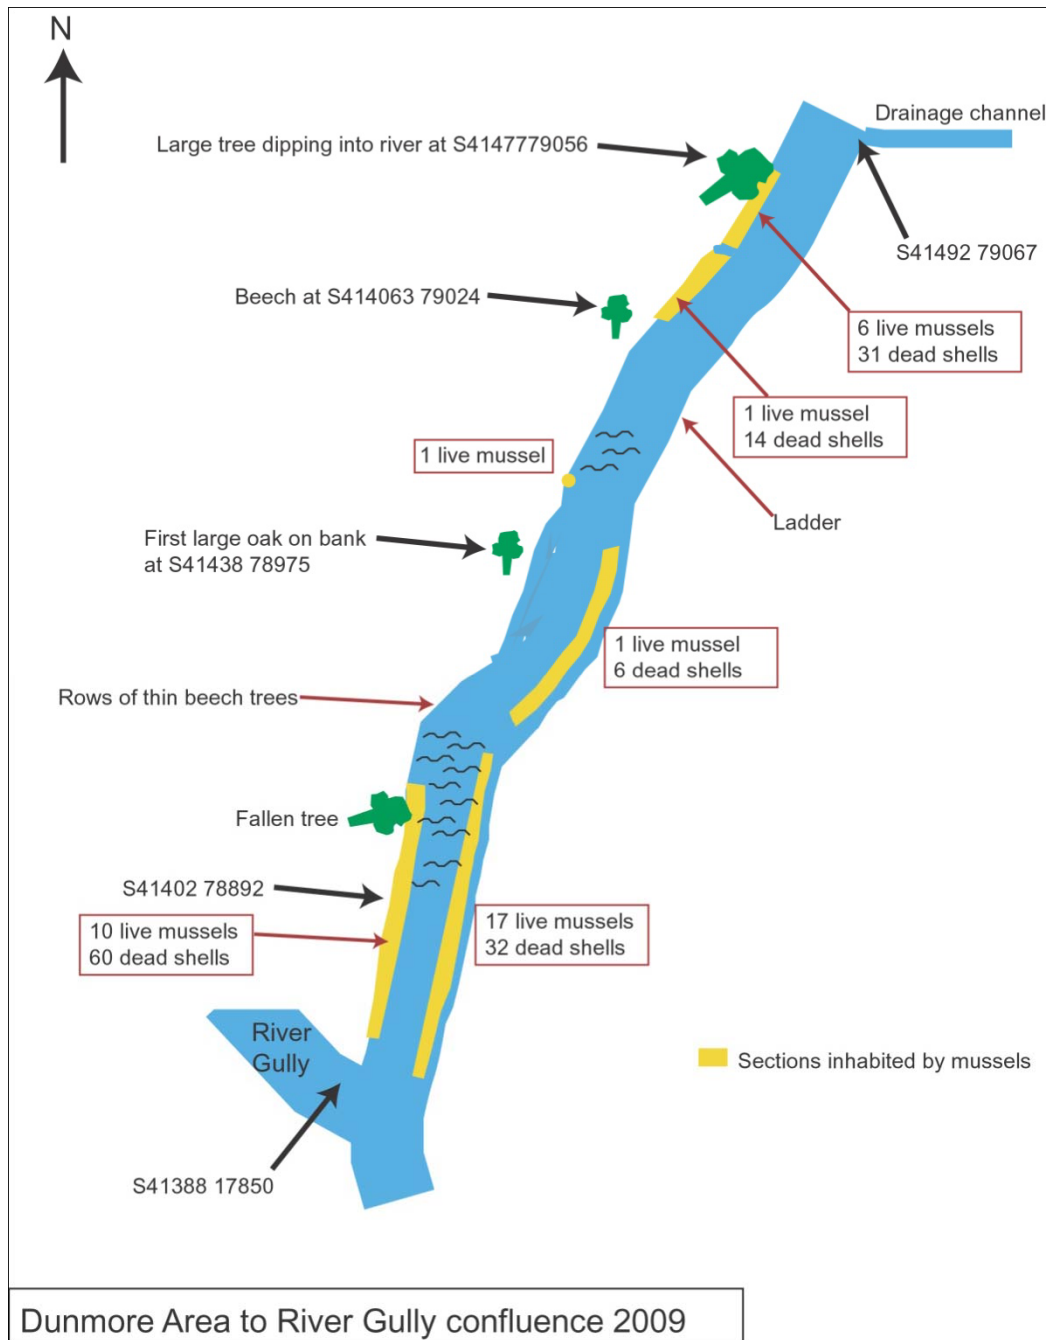 N
Drainage channel
Large tree dipping into river at S4147779056
S41492 79067
Beech at S414063 79024
6 live mussels
31 dead shells
1 live mussel
14 dead shells
1 live mussel
Ladder
First large oak on bank
at S41438 78975
1 live mussel
6 dead shells
Rows of thin beech trees
Fallen tree
S41402 78892
10 live mussels
60 dead shells
17 live mussels
32 dead shells
River
Gully
Sections inhabited by mussels
S41388 17850
Dunmore Area to River Gully confluence 2009